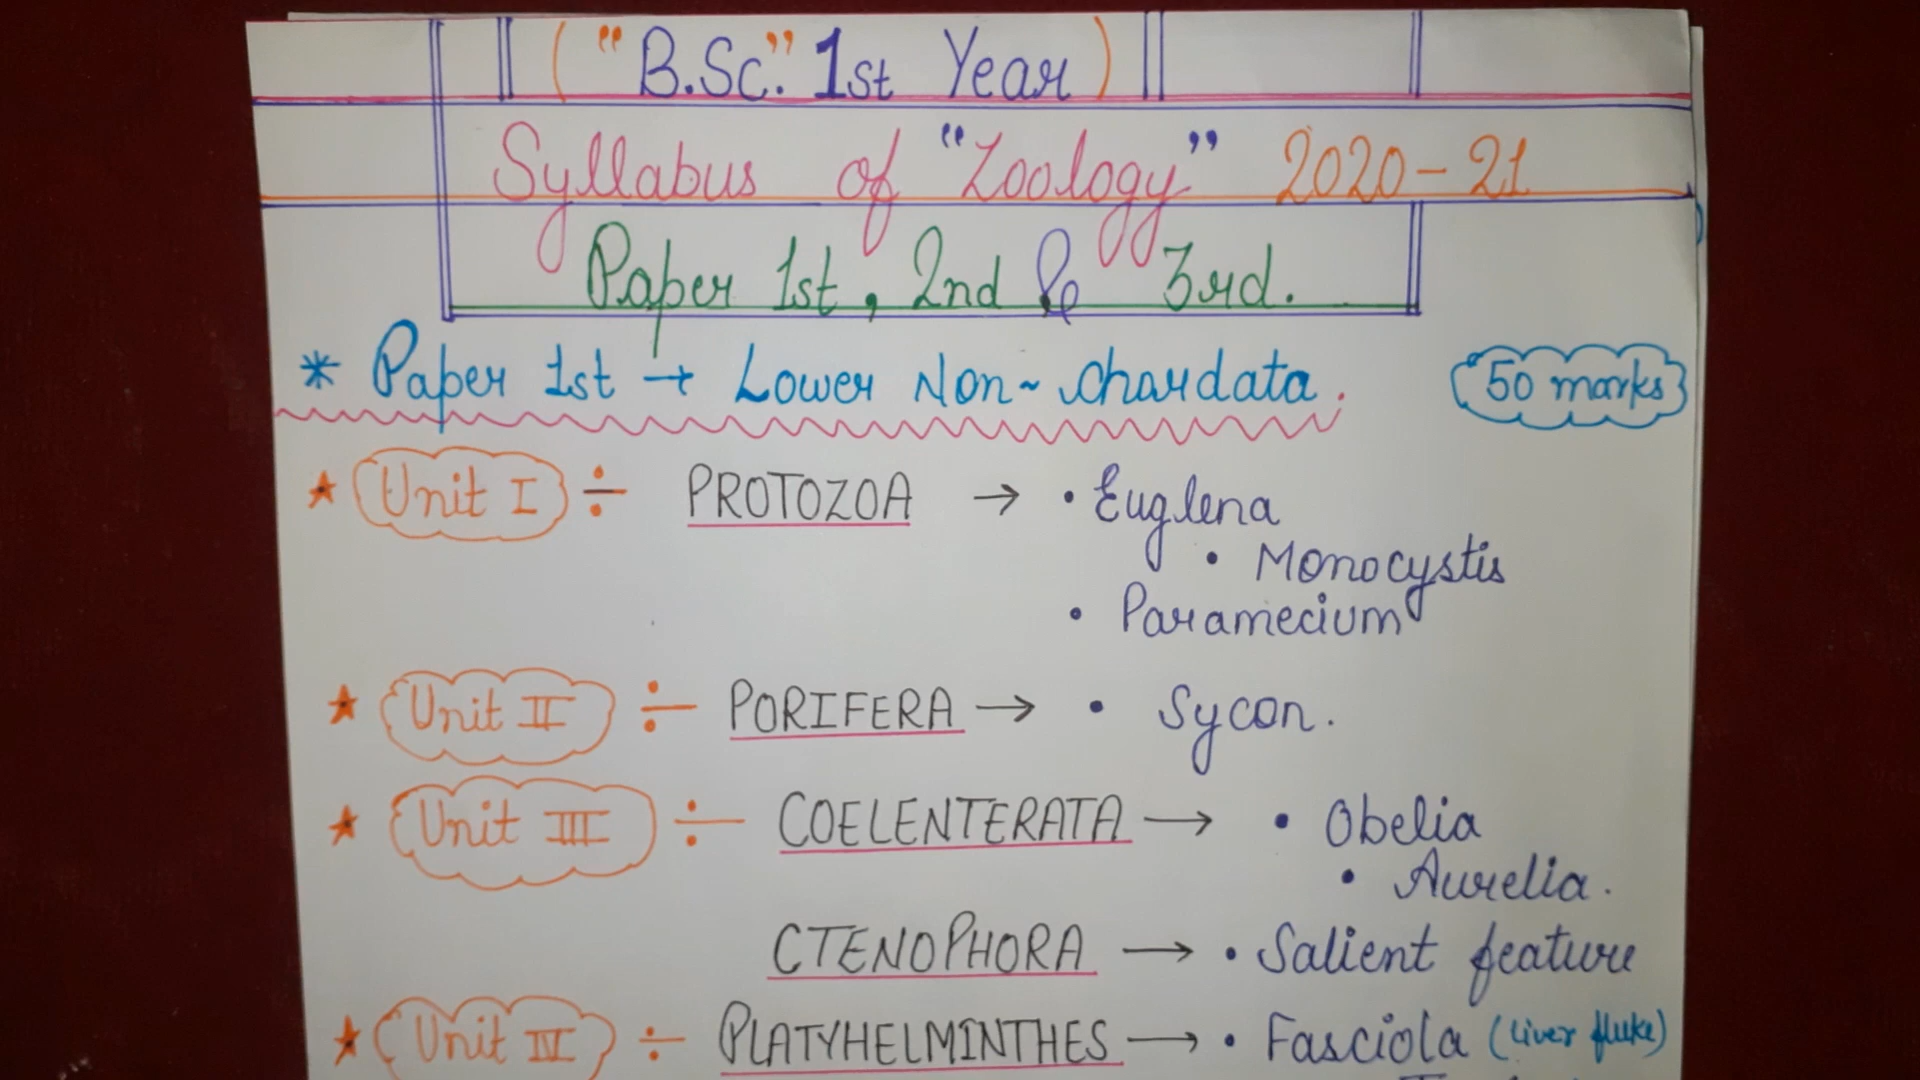 ("B.Sc." 1st Year)
Syllabus of "Zoology" 2020-21
Paper 1st, 2nd & 3rd.
* Paper 1st → Lower Non~chardata. 50 marks
★ Unit I ÷ PROTOZOA → • Euglena
• Monocystis
• Paramecium
★ Unit II ÷ PORIFERA → • Sycon.
★ Unit III ÷ COELENTERATA → • Obelia
• Aurelia.
CTENOPHORA → • Salient feature
★ Unit IV ÷ PLATYHELMINTHES → • Fasciola (liver fluke)